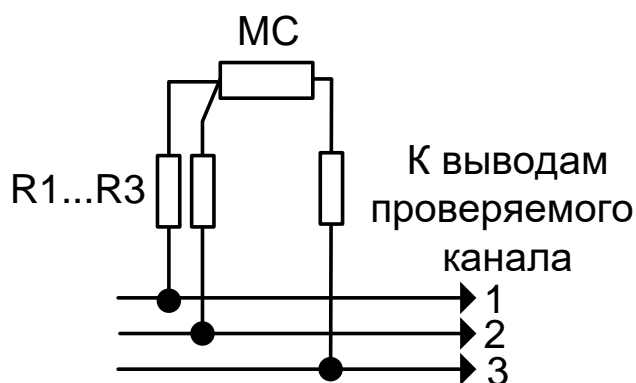 МС
R1...R3
К выводам
проверяемого
канала
1
2
3